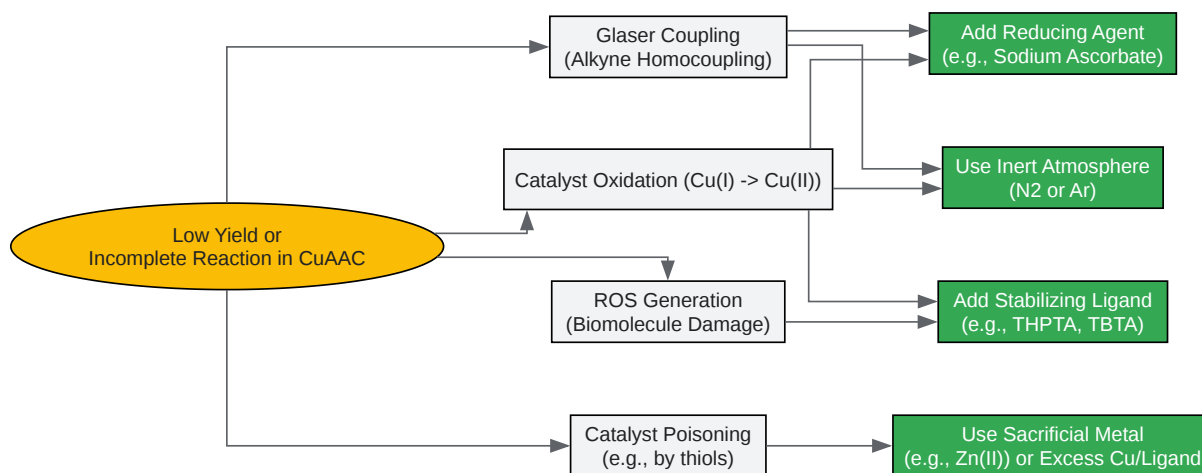 Glaser Coupling
(Alkyne Homocoupling)
Add Reducing Agent
(e.g., Sodium Ascorbate)
Catalyst Oxidation (Cu(I) -> Cu(II))
Use Inert Atmosphere
(N2 or Ar)
Low Yield or
Incomplete Reaction in CuAAC
ROS Generation
(Biomolecule Damage)
Add Stabilizing Ligand
(e.g., THPTA, TBTA)
Catalyst Poisoning
(e.g., by thiols)
Use Sacrificial Metal
(e.g., Zn(II)) or Excess Cu/Ligand